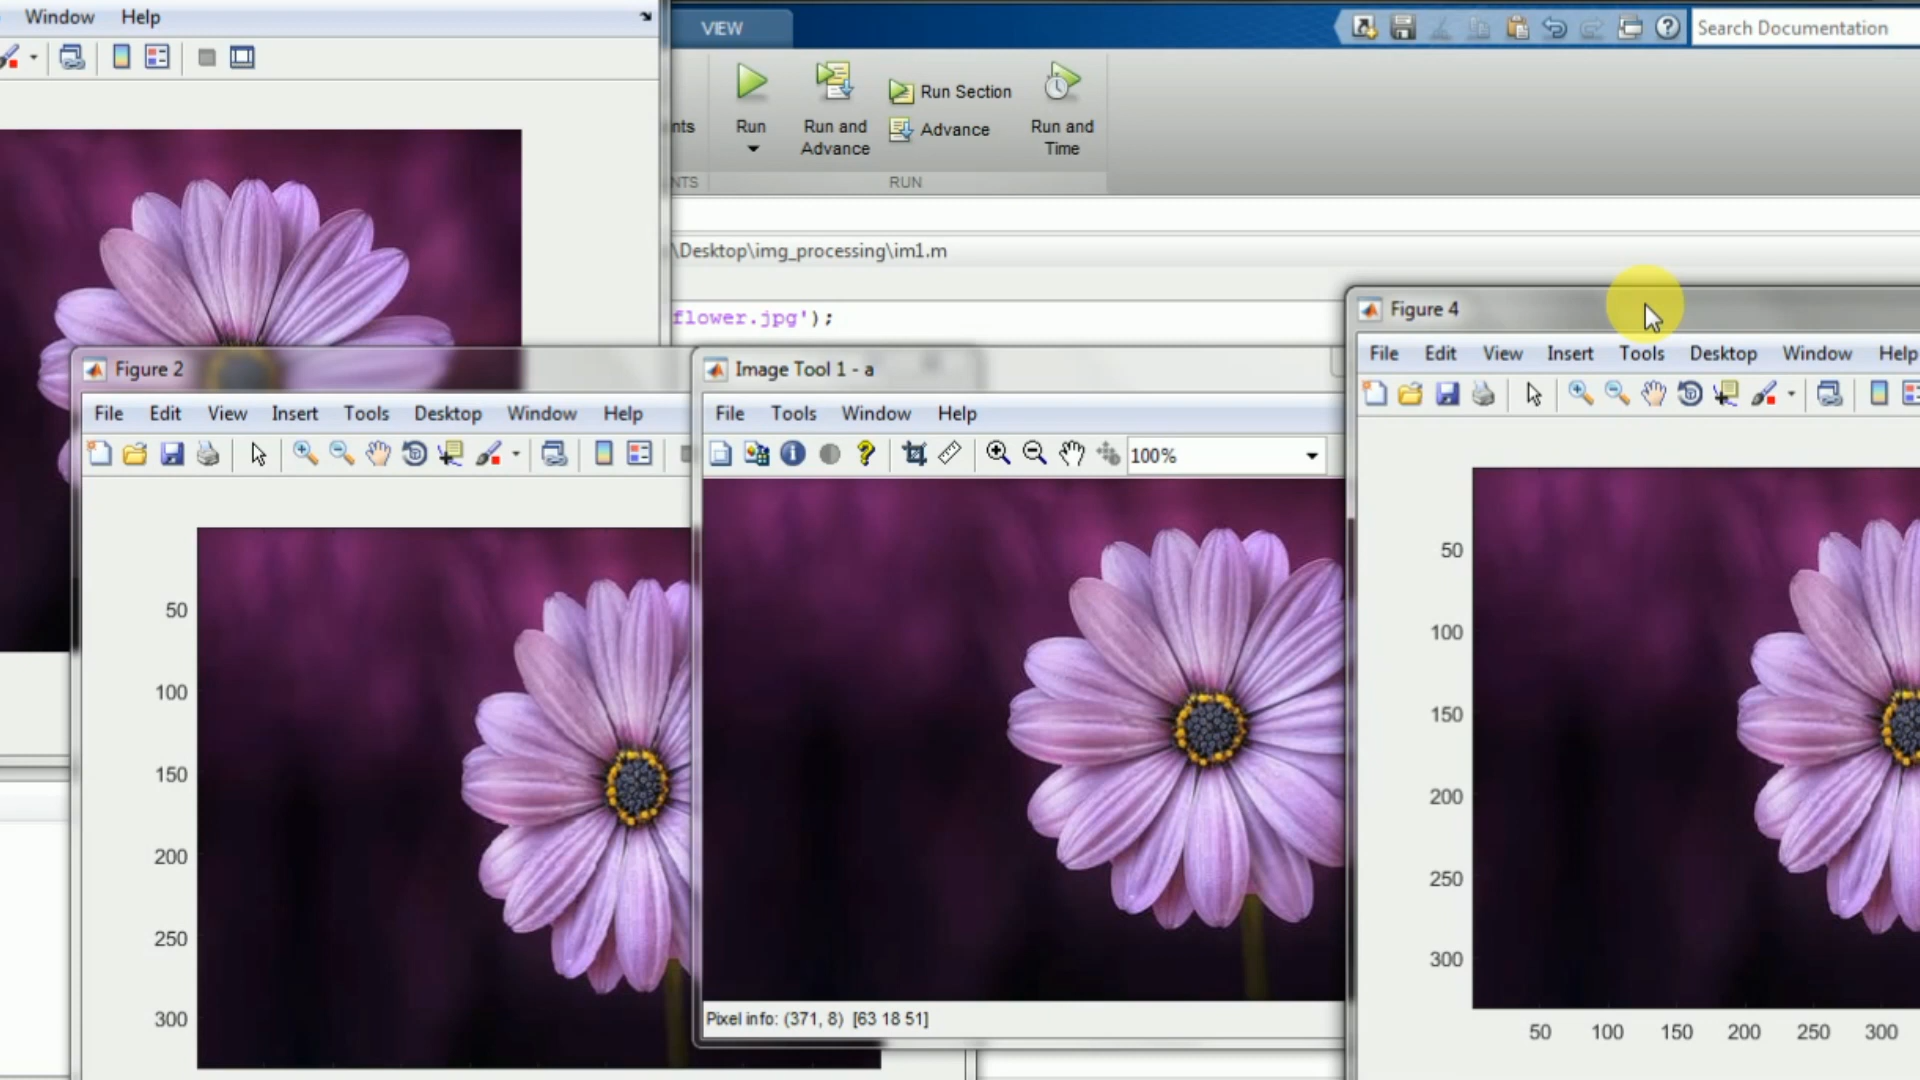 Window Help
VIEW
Search Documentation
nts
Run
Run and
Advance
Run Section
Advance
Run and
Time
NTS
RUN
\Desktop\img_processing\im1.m
flower.jpg');
Figure 2
File Edit View Insert Tools Desktop Window Help
50
100
150
200
250
300
Image Tool 1 - a
File Tools Window Help
100%
Pixel info: (371, 8) [63 18 51]
Figure 4
File Edit View Insert Tools Desktop Window Help
50
100
150
200
250
300
50 100 150 200 250 300